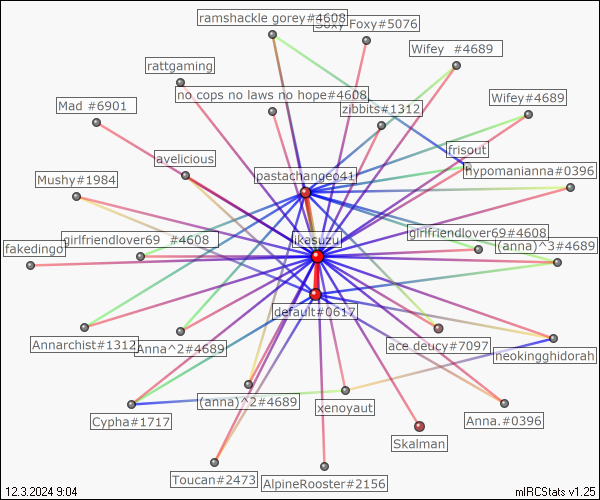 ramshackle gorey#4608
Foxy Foxy#5076
Wifey #4689
rattgaming
no cops no laws no hope#4608
Mad #6901
zibbits#1312
Wifey#4689
avelicious
frisout
pastachangeo41
hypomanianna#0396
Mushy#1984
girlfriendlover69 #4608
ikasuzu
girlfriendlover69#4608
(anna)^3#4689
fakedingo
default#0617
Annarchist#1312
Anna^2#4689
ace deucy#7097
neokingghidorah
(anna)^2#4689
Cypha#1717
xenoyaut
Anna.#0396
Skalman
Toucan#2473
AlpineRooster#2156
12.3.2024 9:04
mIRCStats v1.25